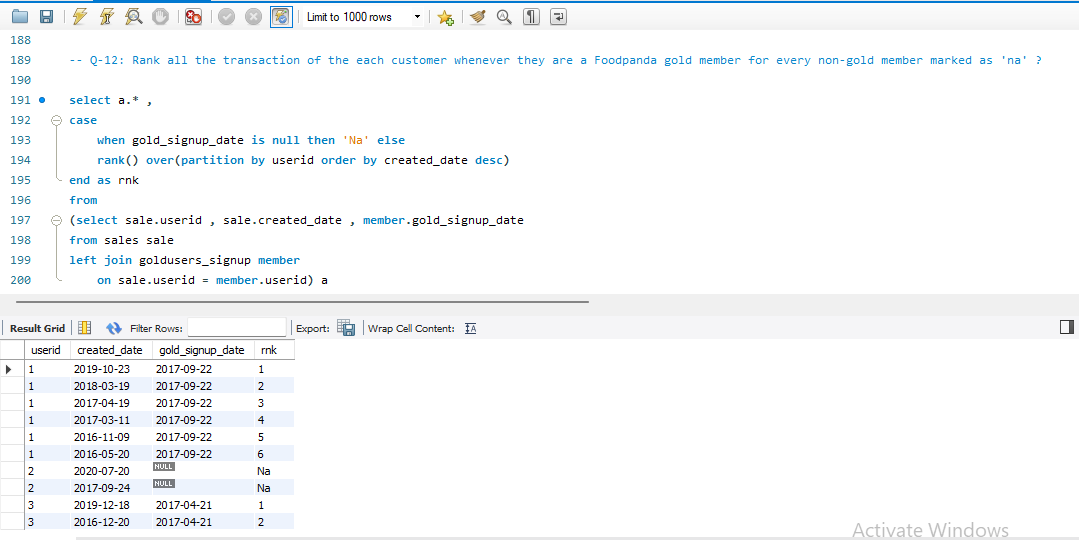 Limit to 1000 rows
188
189 -- Q-12: Rank all the transaction of the each customer whenever they are a Foodpanda gold member for every non-gold member marked as 'na' ?
190
191 select a.* ,
192 case
193 when gold_signup_date is null then 'Na' else
194 rank() over(partition by userid order by created_date desc)
195 end as rnk
196 from
197 (select sale.userid , sale.created_date , member.gold_signup_date
198 from sales sale
199 left join goldusers_signup member
200 on sale.userid = member.userid) a
Result Grid Filter Rows: Export: Wrap Cell Content: IA
userid created_date gold_signup_date rnk
1 2019-10-23 2017-09-22 1
1 2018-03-19 2017-09-22 2
1 2017-04-19 2017-09-22 3
1 2017-03-11 2017-09-22 4
1 2016-11-09 2017-09-22 5
1 2016-05-20 2017-09-22 6
2 2020-07-20 NULL Na
2 2017-09-24 NULL Na
3 2019-12-18 2017-04-21 1
3 2016-12-20 2017-04-21 2
Activate Windows